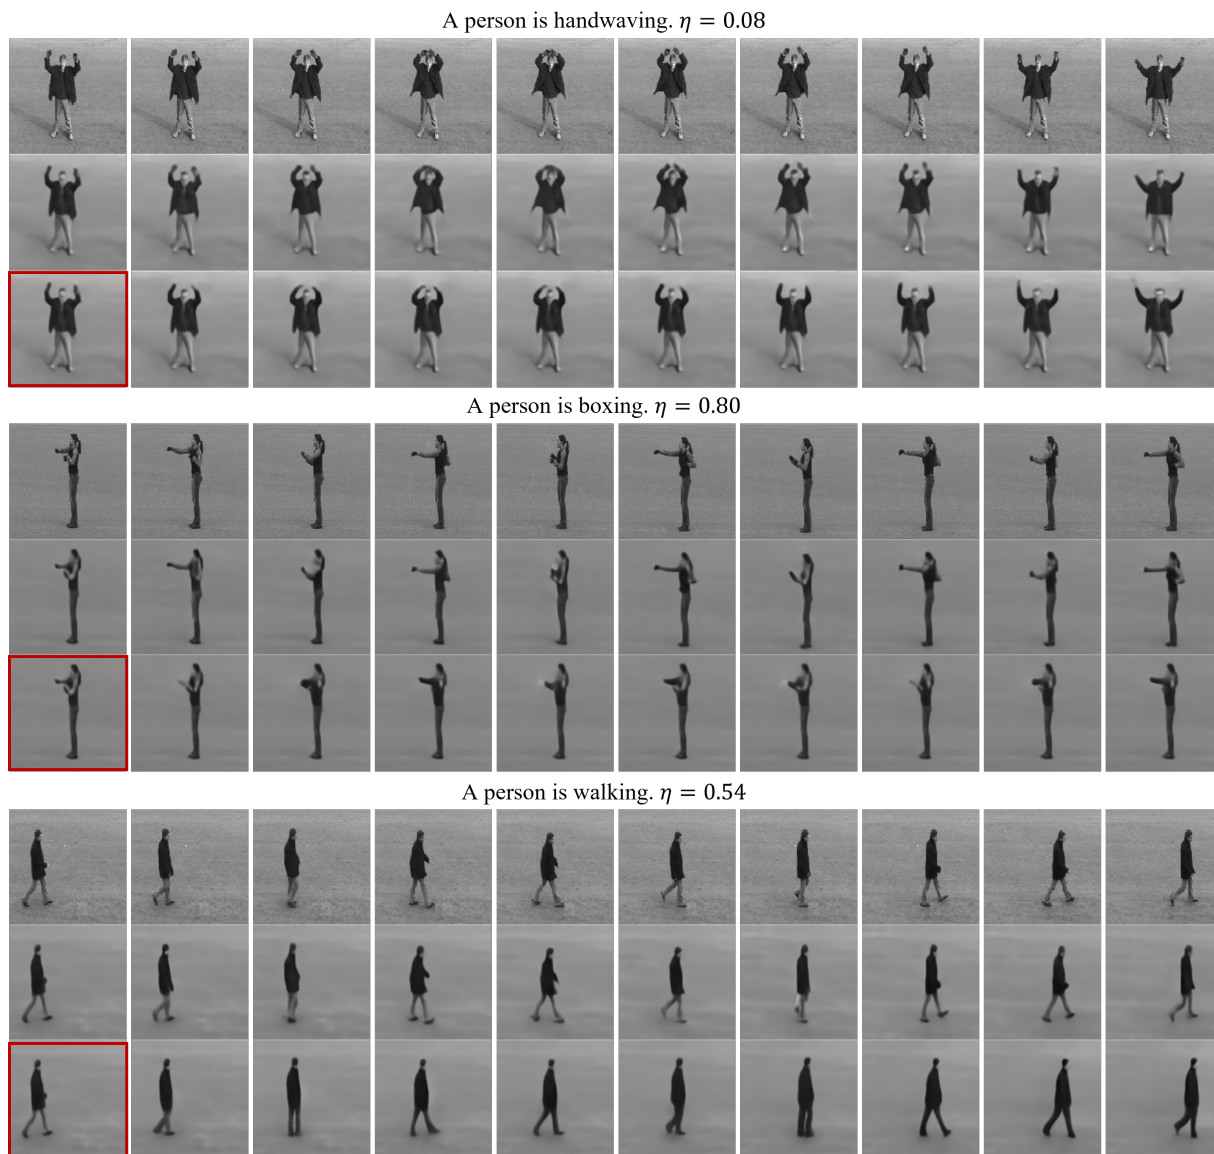 A person is handwaving. η = 0.08
A person is boxing. η = 0.80
A person is walking. η = 0.54